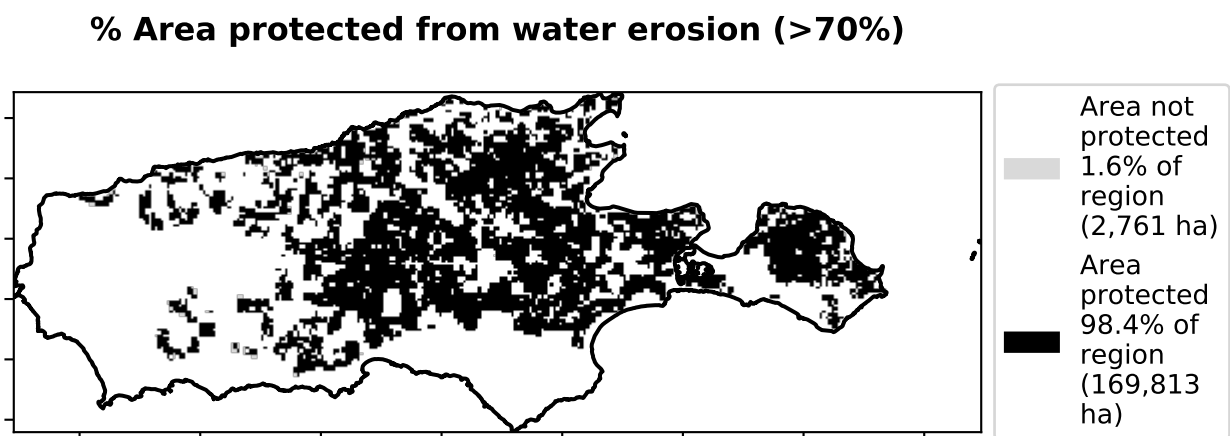 % Area protected from water erosion (>70%)
Area not
protected
1.6% of
region
(2,761 ha)
Area
protected
98.4% of
region
(169,813
ha)